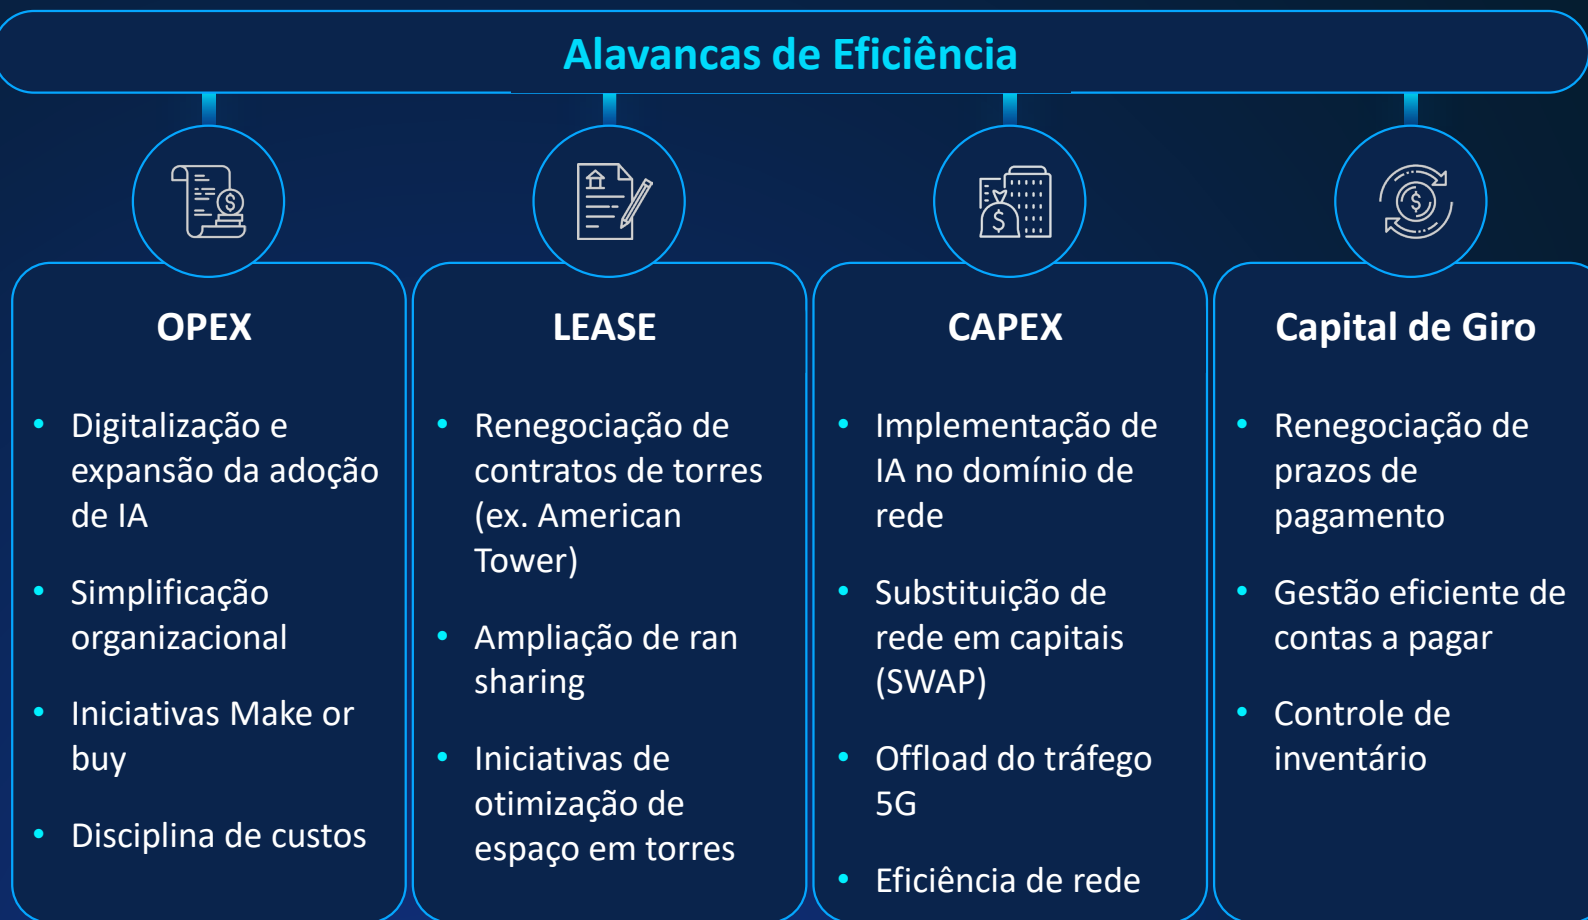 Alavancas de Eficiência
OPEX
• Digitalização e
expansão da adoção
de IA
• Simplificação
organizacional
• Iniciativas Make or
buy
• Disciplina de custos
LEASE
• Renegociação de
contratos de torres
(ex. American
Tower)
• Ampliação de ran
sharing
• Iniciativas de
otimização de
espaço em torres
CAPEX
• Implementação de
IA no domínio de
rede
• Substituição de
rede em capitais
(SWAP)
• Offload do tráfego
5G
• Eficiência de rede
Capital de Giro
• Renegociação de
prazos de
pagamento
• Gestão eficiente de
contas a pagar
• Controle de
inventário